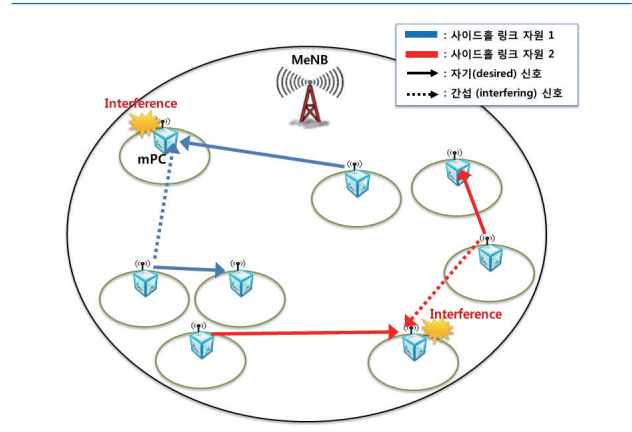 : 사이드홀 링크 자원 1
: 사이드홀 링크 자원 2
: 자기(desired) 신호
: 간섭 (interfering) 신호
MeNB
Interference
mPC
Interference